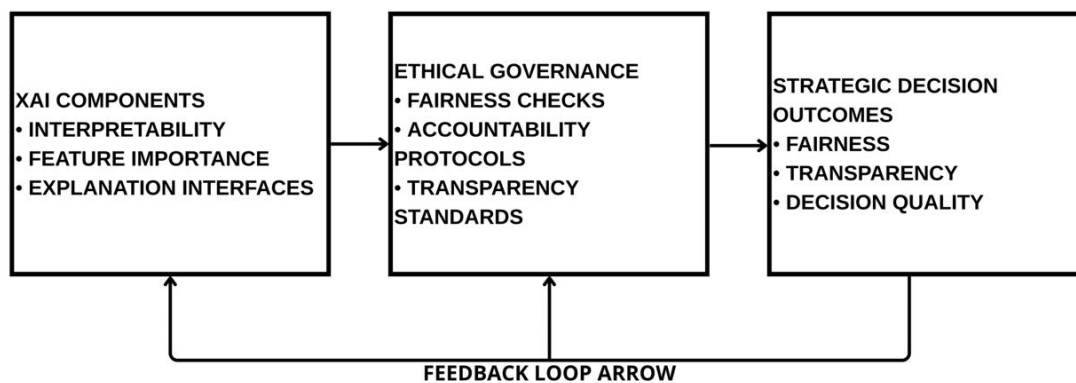 XAI COMPONENTS
• INTERPRETABILITY
• FEATURE IMPORTANCE
• EXPLANATION INTERFACES
ETHICAL GOVERNANCE
• FAIRNESS CHECKS
• ACCOUNTABILITY
PROTOCOLS
• TRANSPARENCY
STANDARDS
STRATEGIC DECISION
OUTCOMES
• FAIRNESS
• TRANSPARENCY
• DECISION QUALITY
FEEDBACK LOOP ARROW